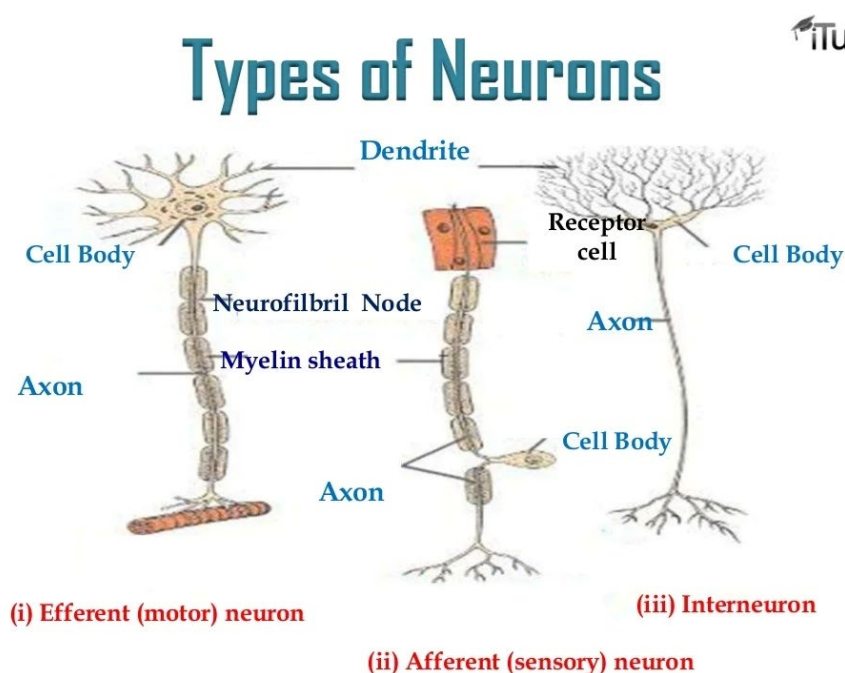 iTu
Types of Neurons
Dendrite
Cell Body
Receptor
cell
Cell Body
Neurofilbril Node
Axon
Myelin sheath
Axon
Cell Body
Axon
(i) Efferent (motor) neuron
(iii) Interneuron
(ii) Afferent (sensory) neuron